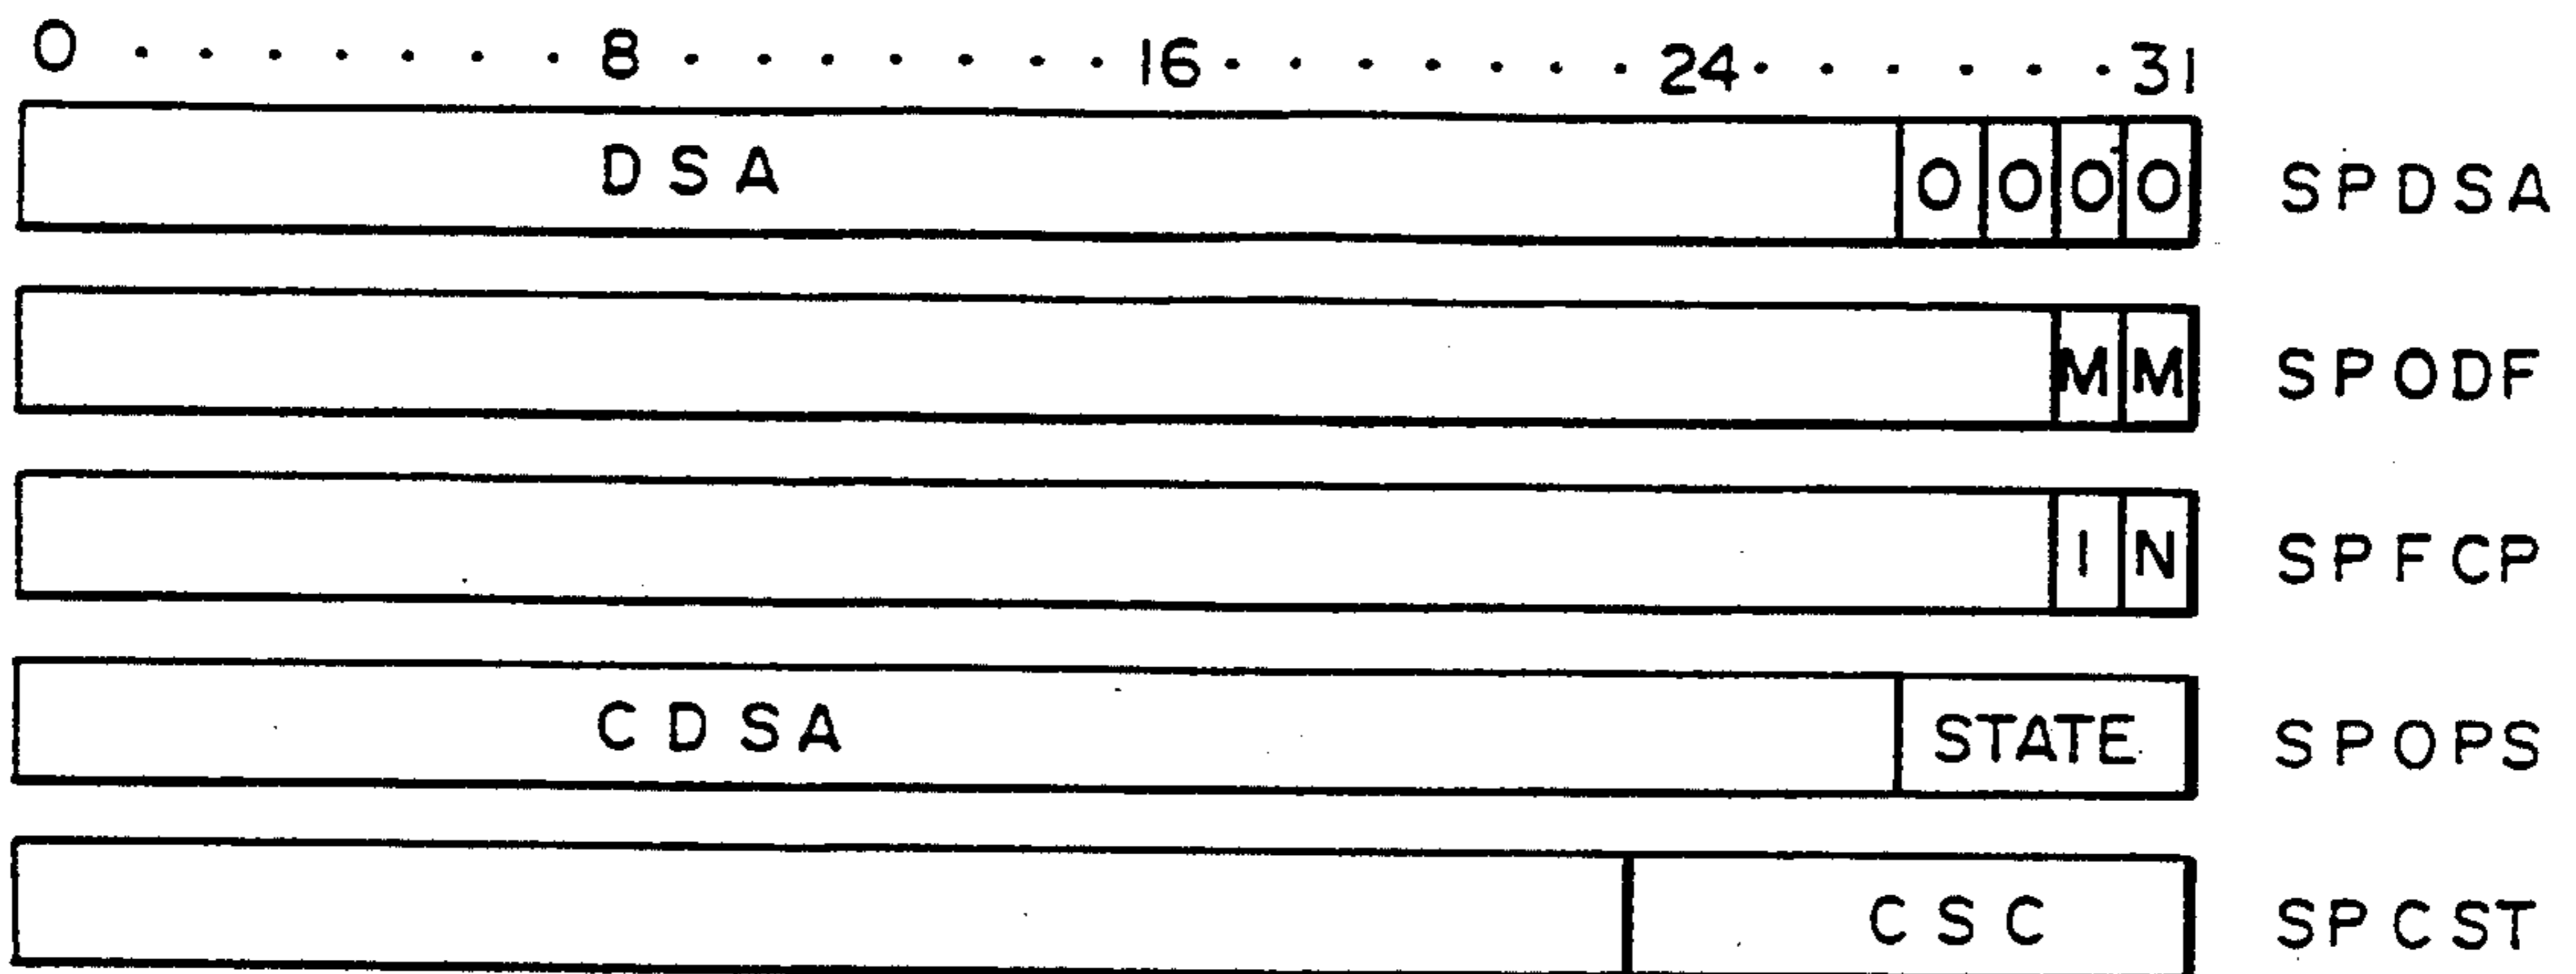 0 . . . . . . . 8 . . . . . . . 16 . . . . . . . 24 . . . . . . 31
DSA 0 0 0 0 SPDSA
M M SPODF
I N SPFCP
CDSA STATE SPOPS
CSC SPCST